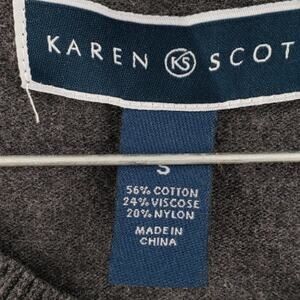 KAREN KS SCOT
S
56% COTTON
24% VISCOSE
20% NYLON
MADE IN
CHINA